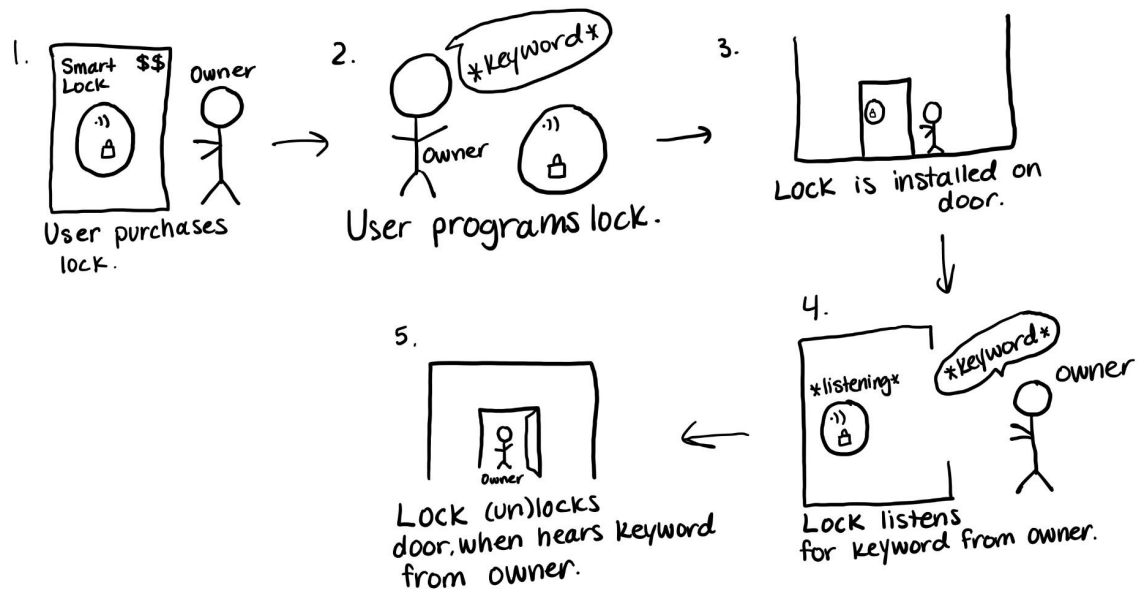 1.
Smart $$
Lock
Owner
User purchases
lock.
2.
*keyword*
Owner
User programs lock.
3.
Lock is installed on
door.
4.
*keyword*
*listening*
Owner
Lock listens
for keyword from owner.
5.
Owner
Lock (un)locks
door, when hears keyword
from owner.